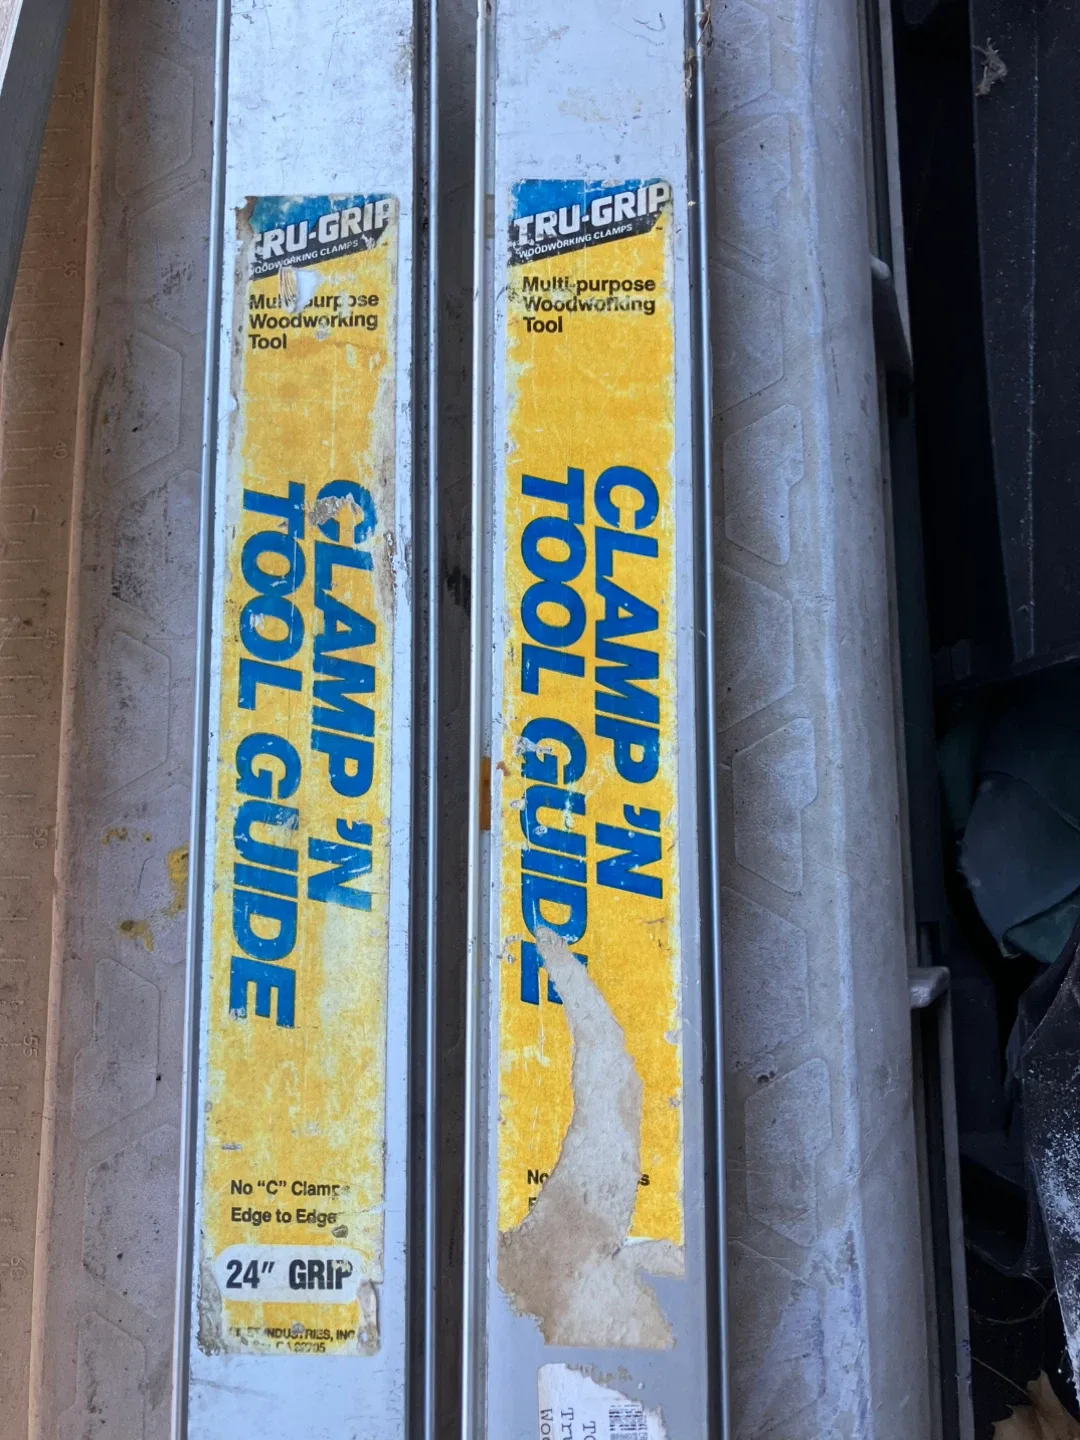 TRU-GRIP
WOODWORKING CLAMPS
Multi-purpose
Woodworking
Tool
CLAMP 'N
TOOL GUIDE
No "C" Clamps
Edge to Edge
24" GRIP
INDUSTRIES, INC
TRU-GRIP
WOODWORKING CLAMPS
Multi-purpose
Woodworking
Tool
CLAMP 'N
TOOL GUIDE
No